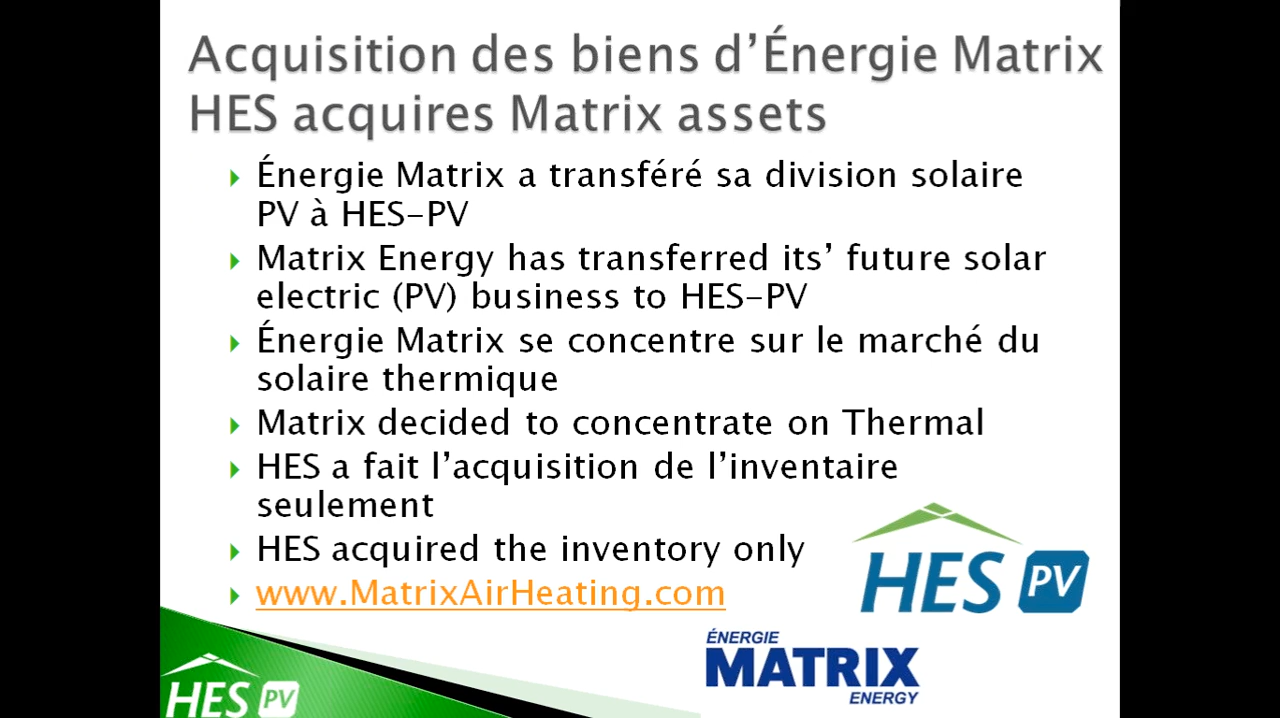 Acquisition des biens d’Énergie Matrix
HES acquires Matrix assets
Énergie Matrix a transféré sa division solaire
PV à HES-PV
Matrix Energy has transferred its’ future solar
electric (PV) business to HES-PV
Énergie Matrix se concentre sur le marché du
solaire thermique
Matrix decided to concentrate on Thermal
HES a fait l’acquisition de l’inventaire
seulement
HES acquired the inventory only
www.MatrixAirHeating.com
HES PV
ÉNERGIE
MATRIX
ENERGY
HES PV